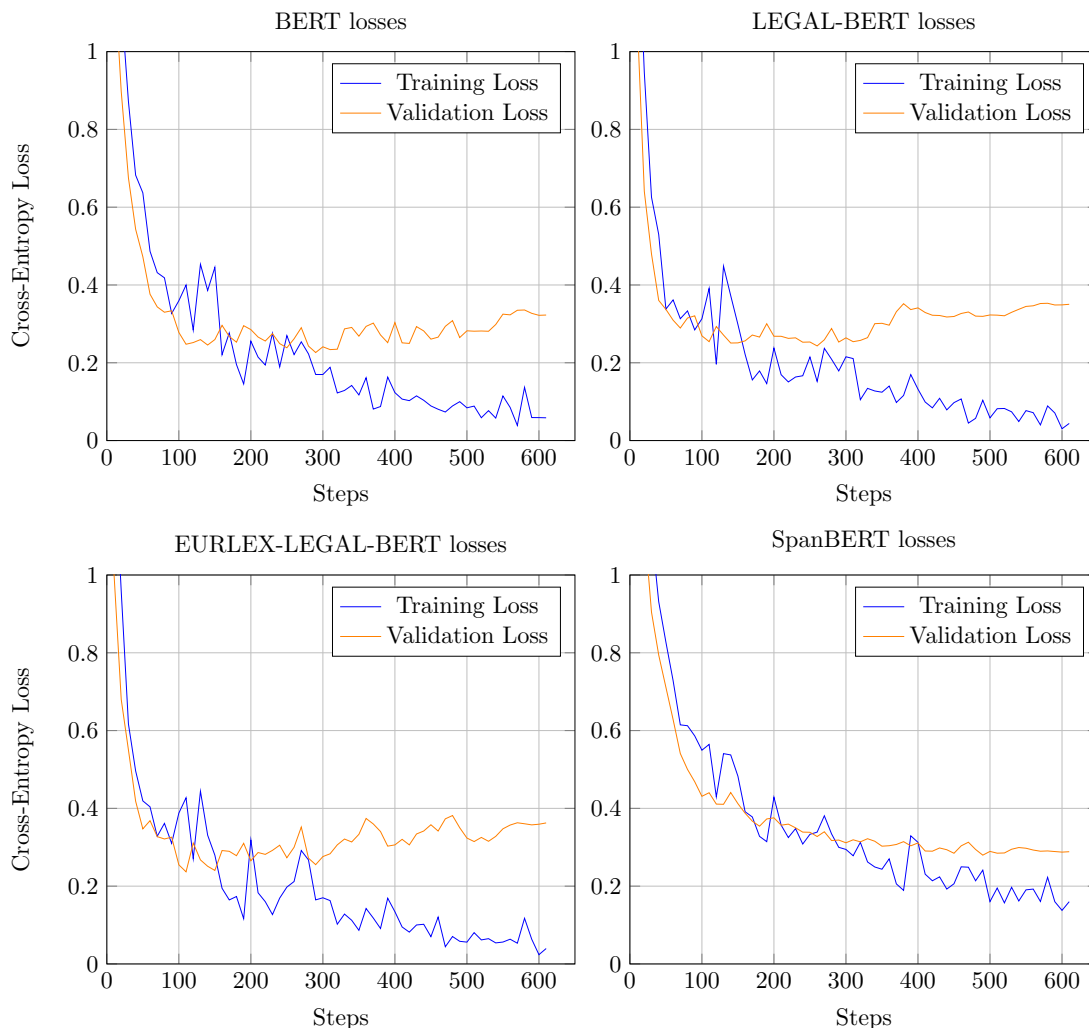 BERT losses
1
0.8
0.6
0.4
0.2
0
Cross-Entropy Loss
Training Loss
Validation Loss
0
100
200
300
400
500
600
Steps
LEGAL-BERT losses
1
0.8
0.6
0.4
0.2
0
Training Loss
Validation Loss
0
100
200
300
400
500
600
Steps
EURLEX-LEGAL-BERT losses
1
0.8
0.6
0.4
0.2
0
Cross-Entropy Loss
Training Loss
Validation Loss
0
100
200
300
400
500
600
Steps
SpanBERT losses
1
0.8
0.6
0.4
0.2
0
Training Loss
Validation Loss
0
100
200
300
400
500
600
Steps